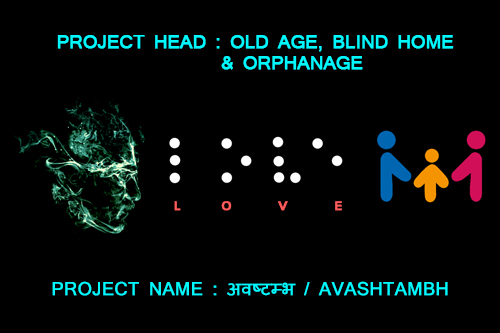 PROJECT HEAD : OLD AGE, BLIND HOME
& ORPHANAGE
L O V E
PROJECT NAME : अवष्टम्भ / AVASHTAMBH